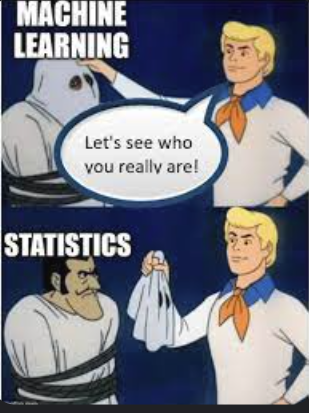 MACHINE
LEARNING
Let's see who
you really are!
STATISTICS